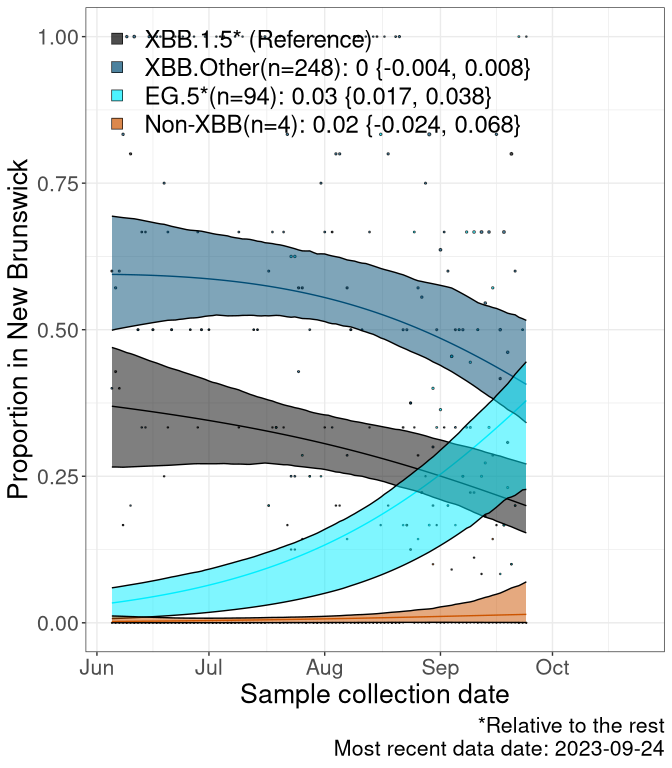 1.00
0.75
0.50
0.25
0.00
Proportion in New Brunswick
XBB.1.5* (Reference)
XBB.Other(n=248): 0 {-0.004, 0.008}
EG.5*(n=94): 0.03 {0.017, 0.038}
Non-XBB(n=4): 0.02 {-0.024, 0.068}
Jun Jul Aug Sep Oct
Sample collection date
*Relative to the rest
Most recent data date: 2023-09-24